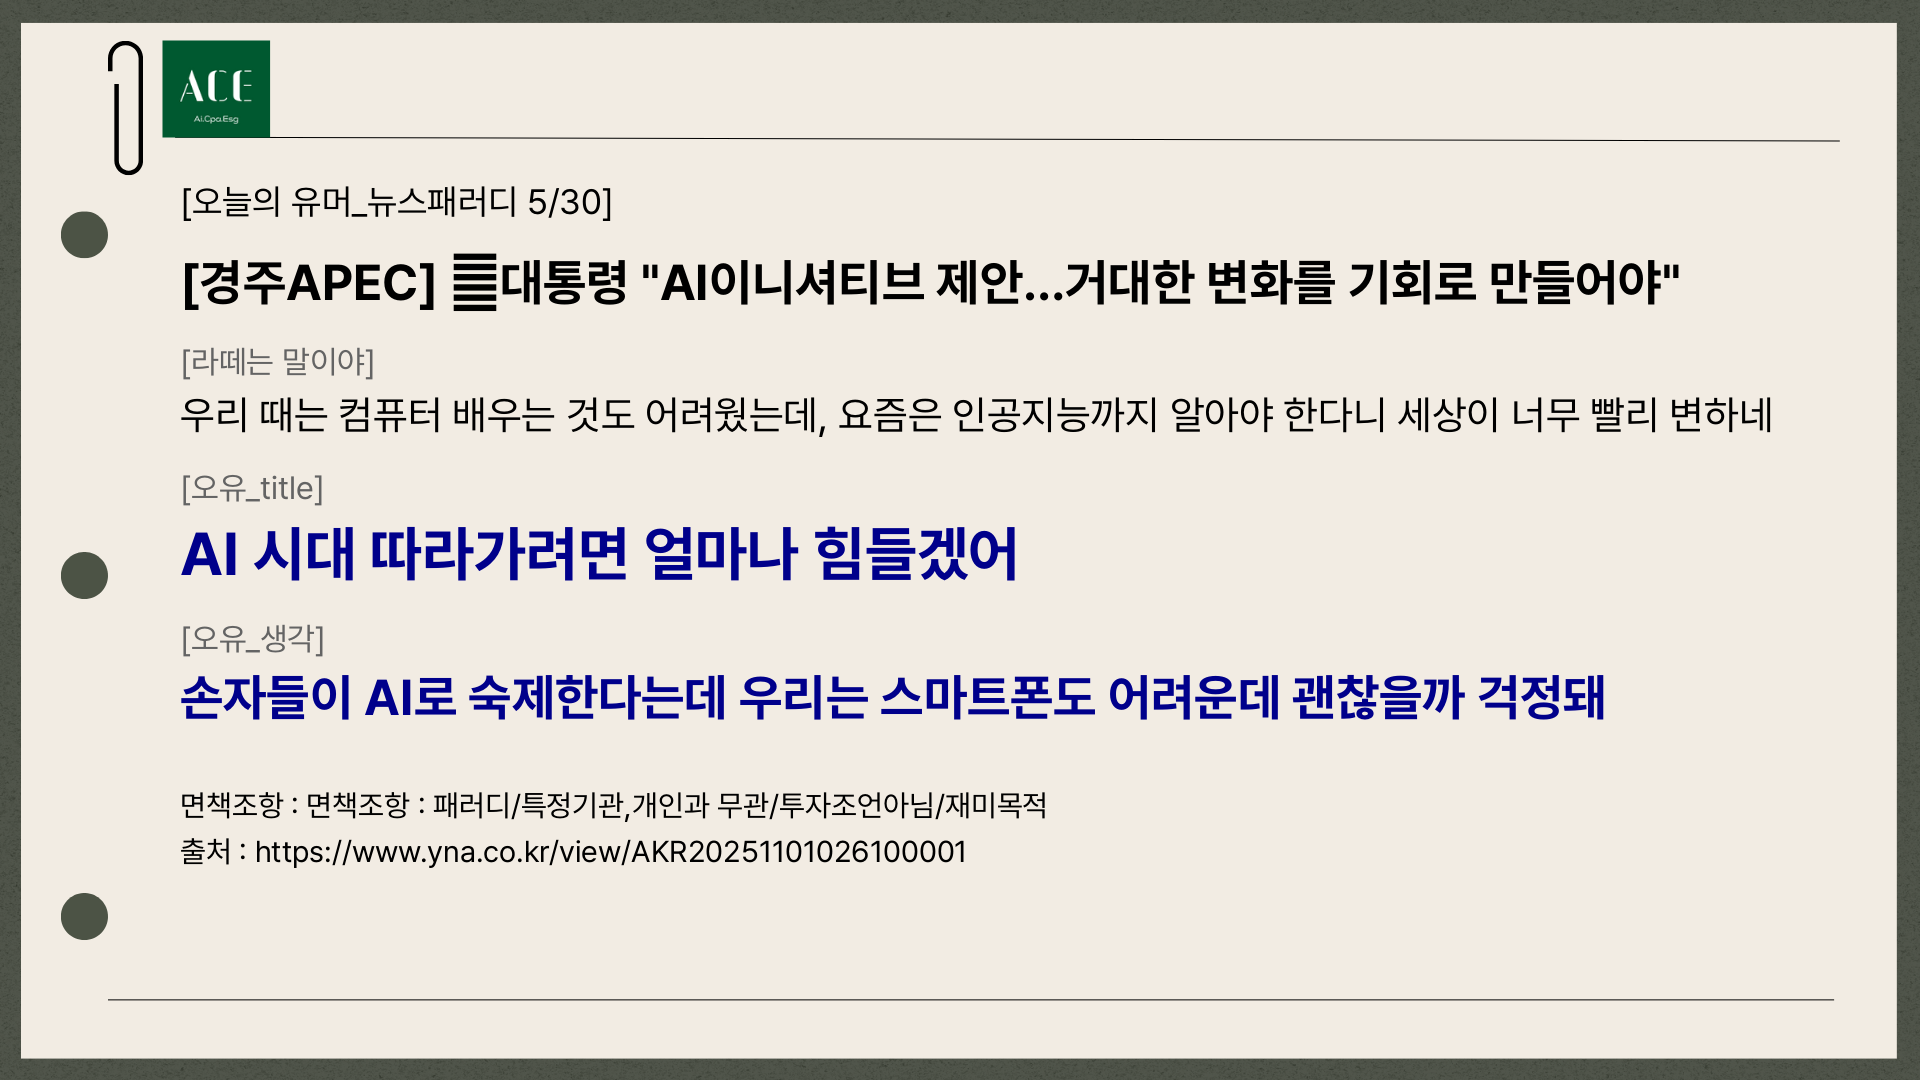 ACE
Ai.Cpa.Esg
[오늘의 유머_뉴스패러디 5/30]
[경주APEC] 대통령 "AI이니셔티브 제안...거대한 변화를 기회로 만들어야"
[라떼는 말이야]
우리 때는 컴퓨터 배우는 것도 어려웠는데, 요즘은 인공지능까지 알아야 한다니 세상이 너무 빨리 변하네
[오유_title]
AI 시대 따라가려면 얼마나 힘들겠어
[오유_생각]
손자들이 AI로 숙제한다는데 우리는 스마트폰도 어려운데 괜찮을까 걱정돼
면책조항 : 면책조항 : 패러디/특정기관,개인과 무관/투자조언아님/재미목적
출처 : https://www.yna.co.kr/view/AKR20251101026100001